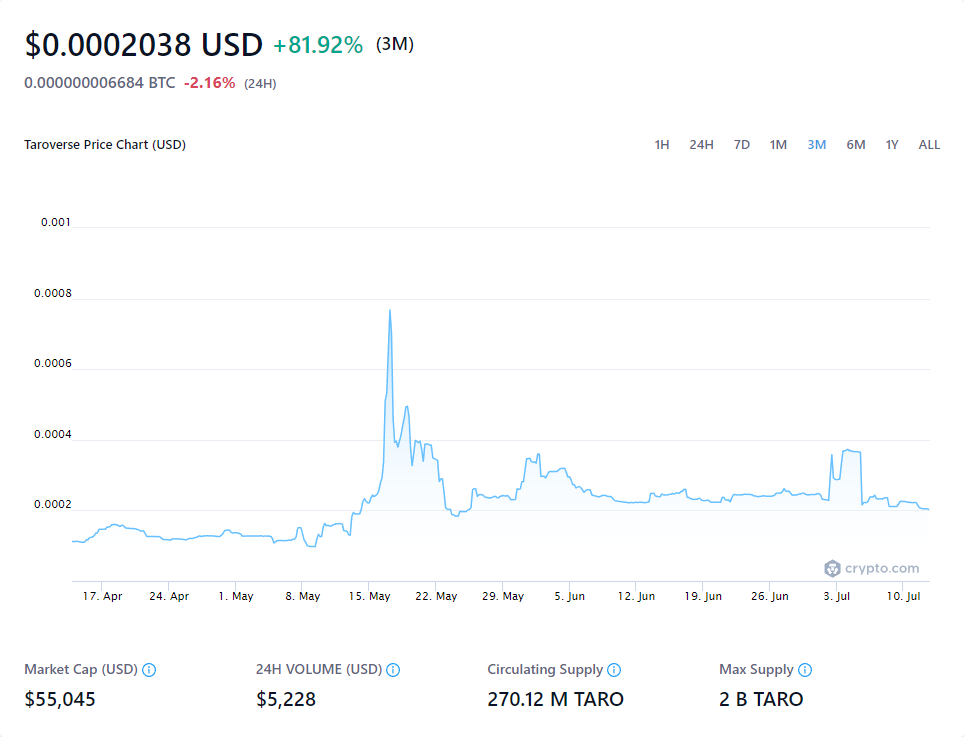 $0.0002038 USD +81.92% (3M)
0.000000006684 BTC -2.16% (24H)
Taroverse Price Chart (USD) 1H 24H 7D 1M 3M 6M 1Y ALL
0.001
0.0008
0.0006
0.0004
0.0002
crypto.com
17. Apr 24. Apr 1. May 8. May 15. May 22. May 29. May 5. Jun 12. Jun 19. Jun 26. Jun 3. Jul 10. Jul
Market Cap (USD) 24H VOLUME (USD) Circulating Supply Max Supply
$55,045 $5,228 270.12 M TARO 2 B TARO